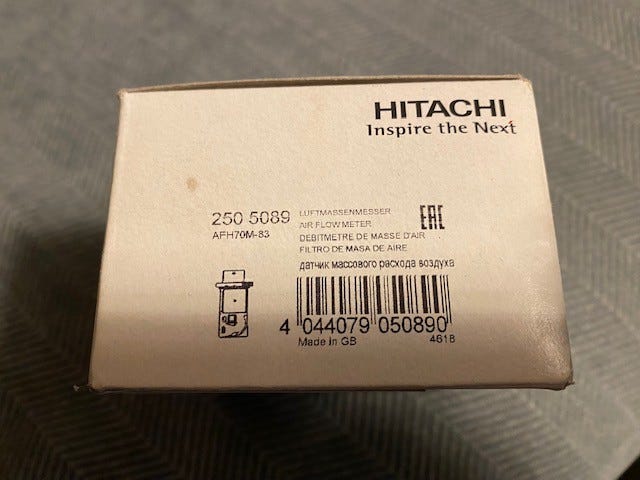 HITACHI
Inspire the Next
250 5089
AFH70M-83
LUFTMASSENMESSER
AIR FLOW METER
DEBITMETRE DE MASSE D'AIR
FILTRO DE MASA DE AIRE
датчик массового расхода воздуха
EAC
4 044079 050890
Made in GB
4618